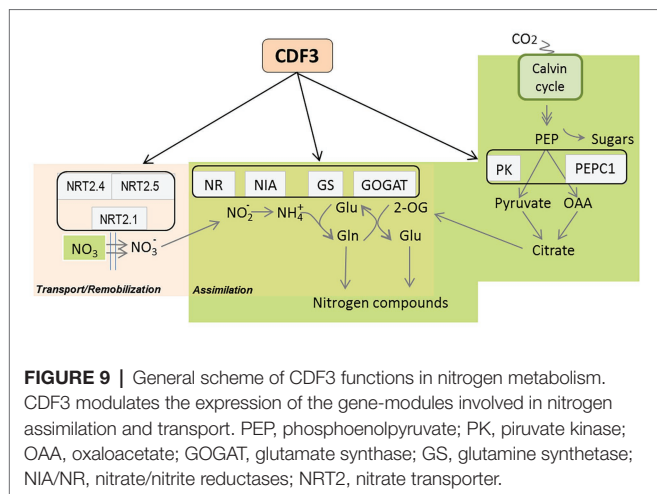 CDF3
CO2
Calvin
cycle
PEP
Sugars
PK
PEPC1
Pyruvate
OAA
Citrate
NRT2.4
NRT2.5
NRT2.1
NO3
NO3-
Transport/Remobilization
NR
NIA
GS
GOGAT
NO2-
NH4+
Glu
2-OG
Gln
Glu
Assimilation
Nitrogen compounds
FIGURE 9 | General scheme of CDF3 functions in nitrogen metabolism.
CDF3 modulates the expression of the gene-modules involved in nitrogen
assimilation and transport. PEP, phosphoenolpyruvate; PK, piruvate kinase;
OAA, oxaloacetate; GOGAT, glutamate synthase; GS, glutamine synthetase;
NIA/NR, nitrate/nitrite reductases; NRT2, nitrate transporter.